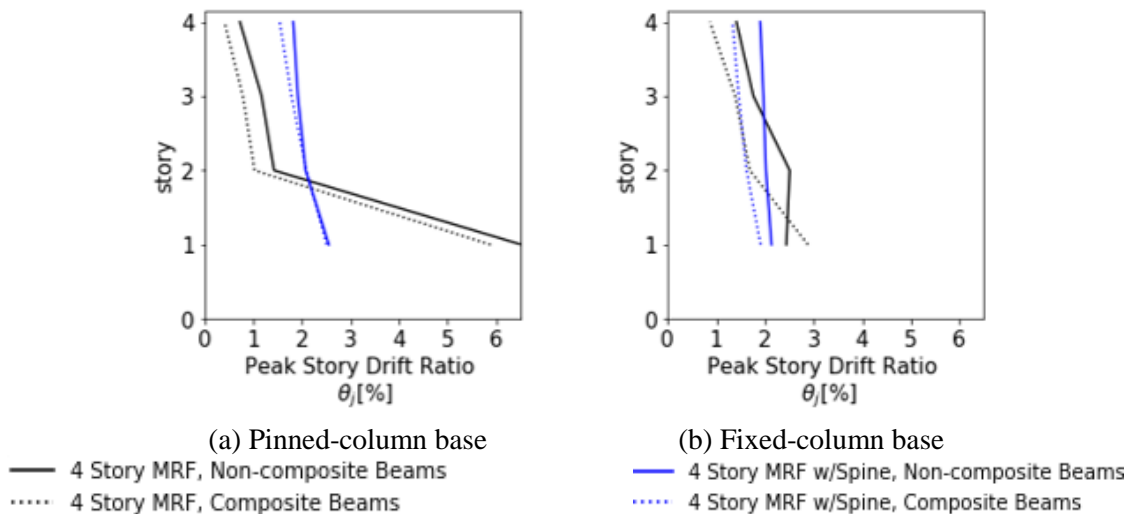 4
3
2
1
0
story
0 1 2 3 4 5 6
Peak Story Drift Ratio
θj[%]
(a) Pinned-column base
4
3
2
1
0
story
0 1 2 3 4 5 6
Peak Story Drift Ratio
θj[%]
(b) Fixed-column base
4 Story MRF, Non-composite Beams
4 Story MRF, Composite Beams
4 Story MRF w/Spine, Non-composite Beams
4 Story MRF w/Spine, Composite Beams